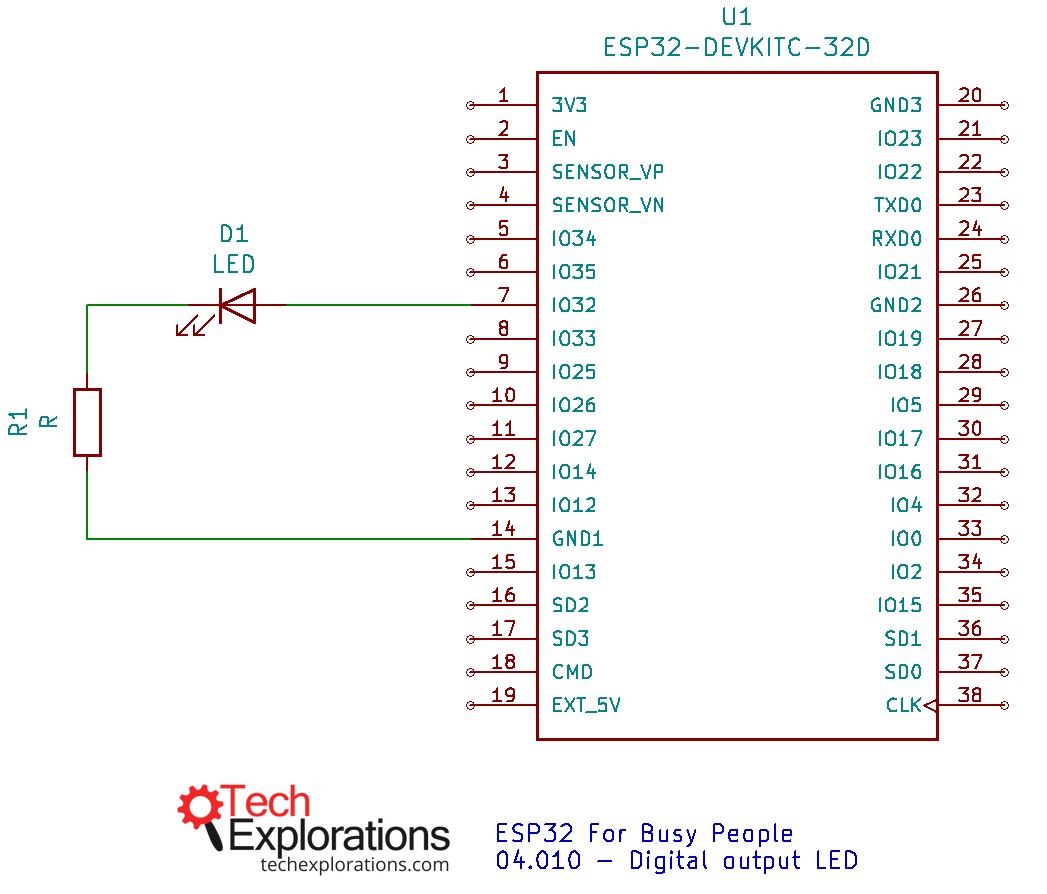 U1
ESP32-DEVKITC-32D
1 3V3 GND3 20
2 EN IO23 21
3 SENSOR_VP IO22 22
4 SENSOR_VN TXD0 23
5 IO34 RXD0 24
6 IO35 IO21 25
7 IO32 GND2 26
8 IO33 IO19 27
9 IO25 IO18 28
10 IO26 IO5 29
11 IO27 IO17 30
12 IO14 IO16 31
13 IO12 IO4 32
14 GND1 IO0 33
15 IO13 IO2 34
16 SD2 IO15 35
17 SD3 SD1 36
18 CMD SD0 37
19 EXT_5V CLK 38
D1
LED
R1
R
Tech
Explorations
techexplorations.com
ESP32 For Busy People
04.010 - Digital output LED